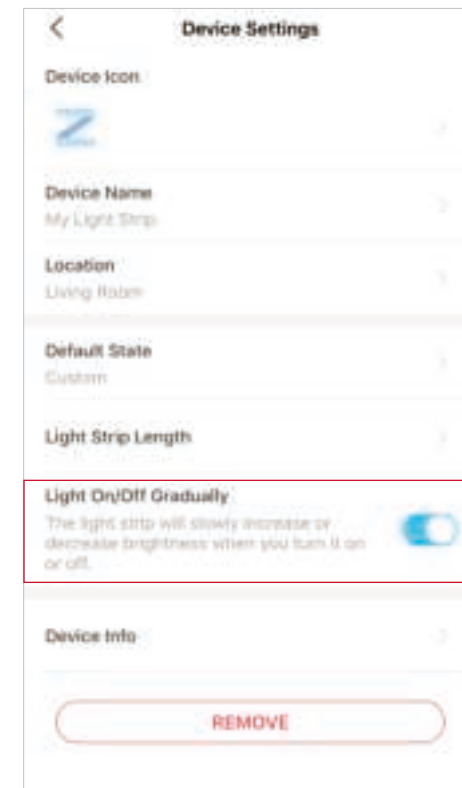 Device Settings
Device Icon
Device Name
My Light Strip
Location
Living Room
Default State
Custom
Light Strip Length
Light On/Off Gradually
The light strip will slowly increase or
decrease brightness when you turn it on
or off.
Device Info
REMOVE